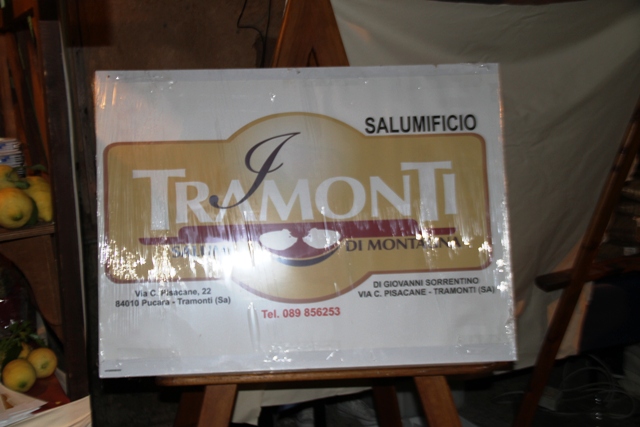 SALUMIFICIO
I
TRAMONTI
DI MONTAGNA
Via C. Pisacane, 22
84010 Pucara - Tramonti (Sa)
DI GIOVANNI SORRENTINO
VIA C. PISACANE - TRAMONTI (SA)
Tel. 089 856253